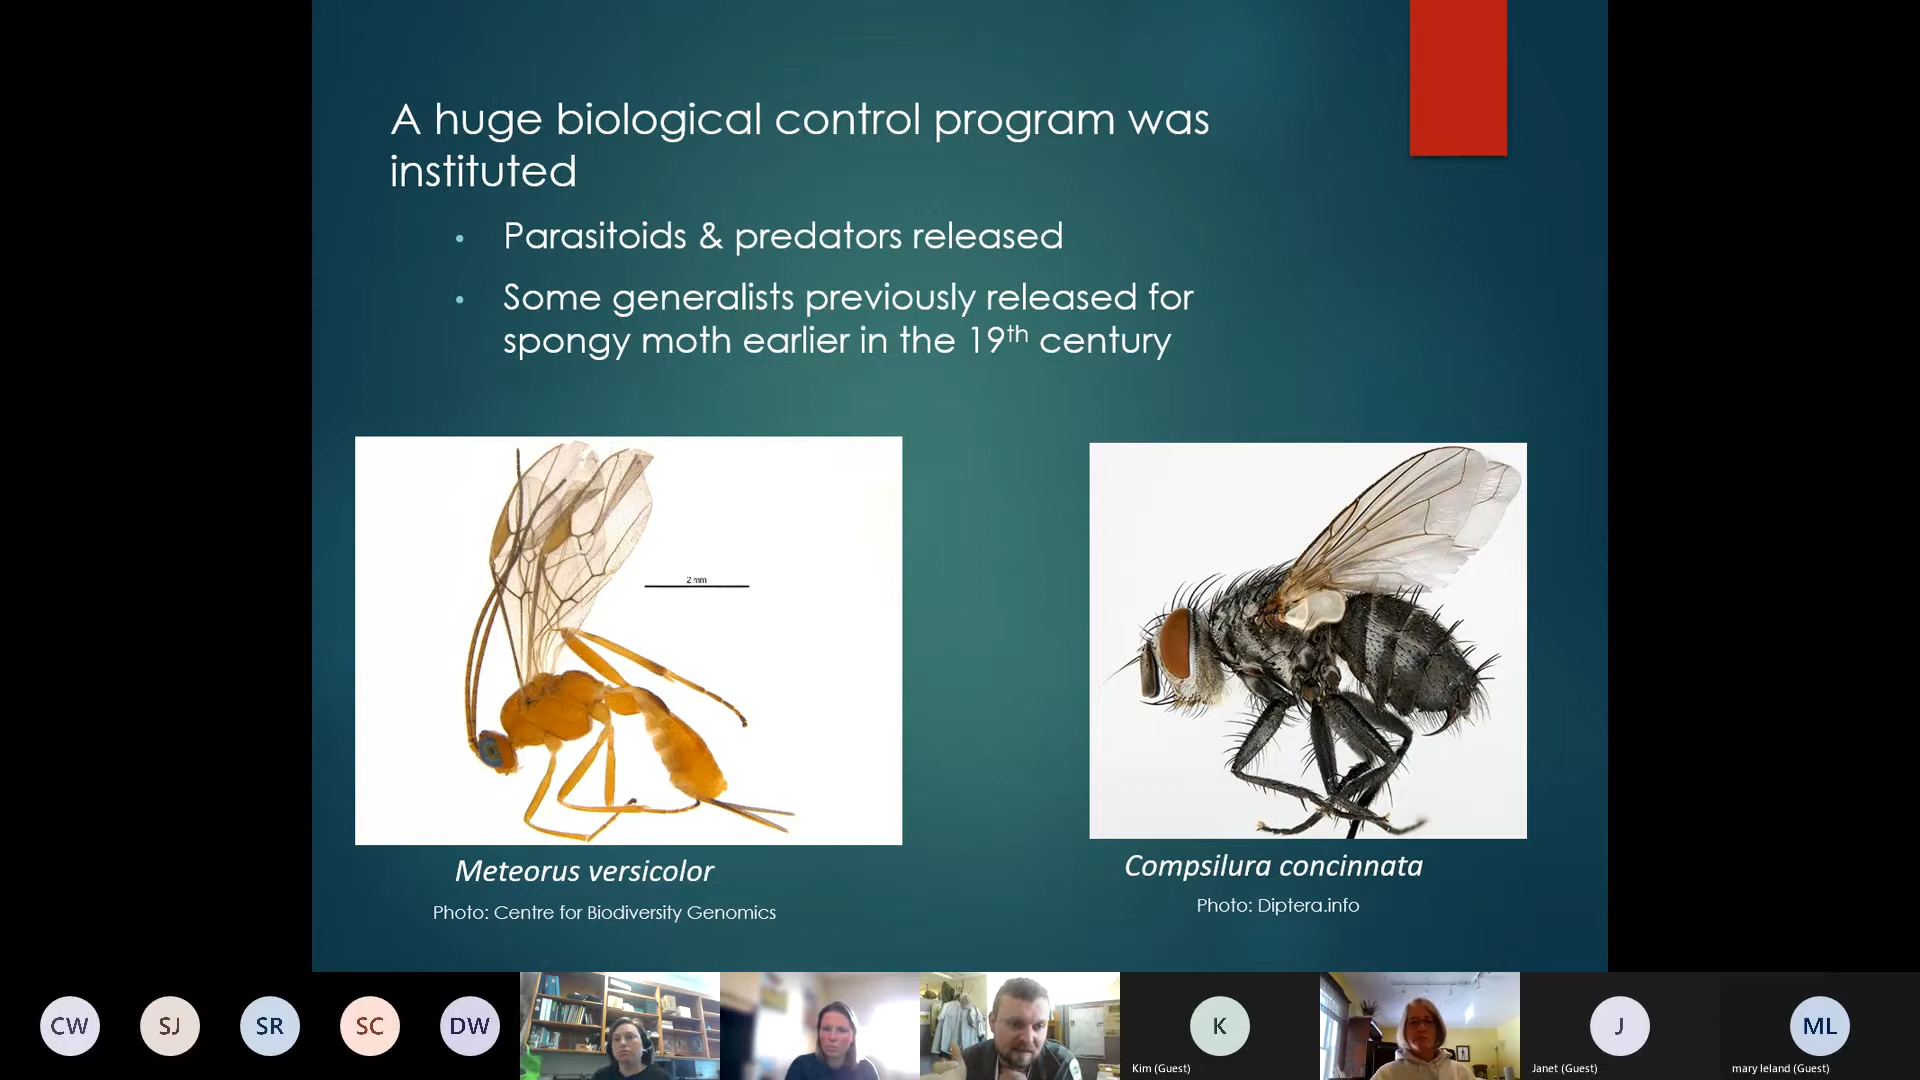 A huge biological control program was
instituted
• Parasitoids & predators released
• Some generalists previously released for
spongy moth earlier in the 19th century
2 mm
Meteorus versicolor
Photo: Centre for Biodiversity Genomics
Compsilura concinnata
Photo: Diptera.info
CW
SJ
SR
SC
DW
K
Kim (Guest)
J
Janet (Guest)
ML
mary leland (Guest)